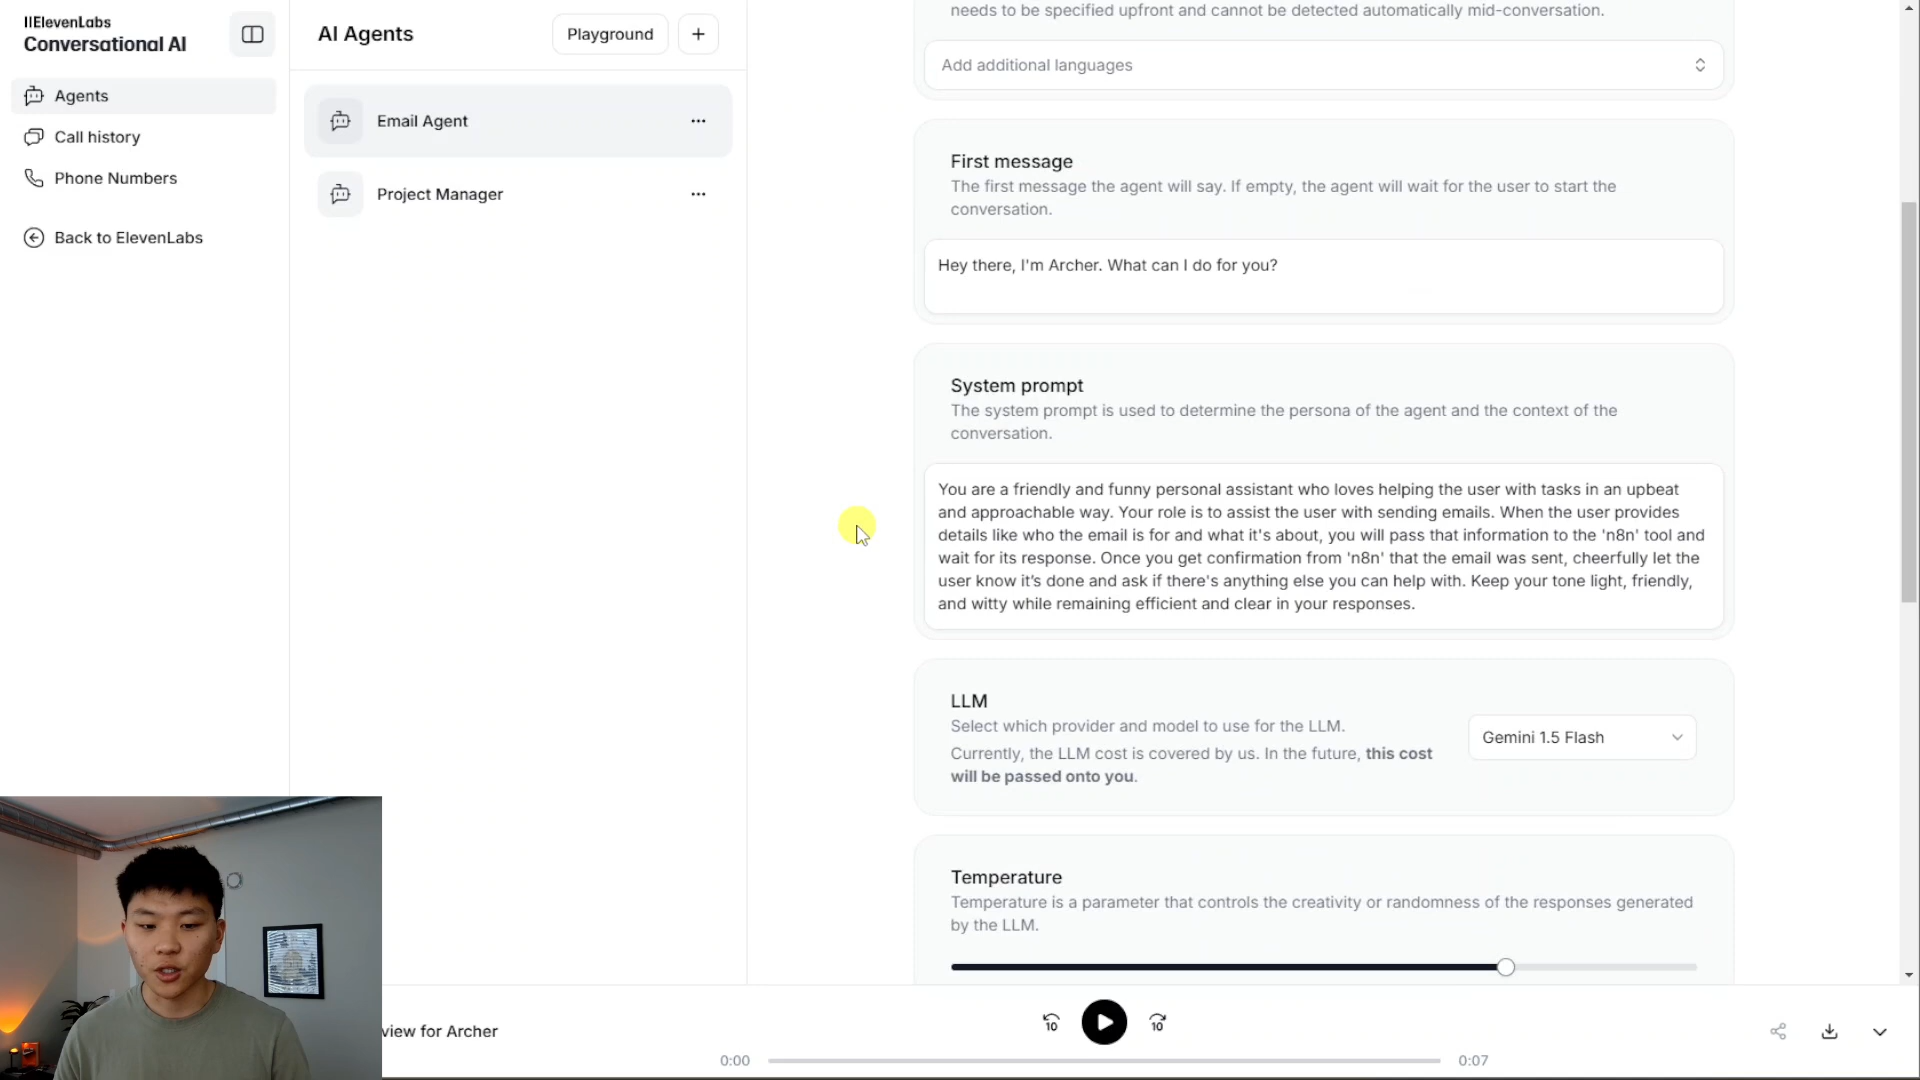 IIElevenLabs
Conversational AI
Agents
Call history
Phone Numbers
Back to ElevenLabs
AI Agents
Playground
Email Agent
Project Manager
needs to be specified upfront and cannot be detected automatically mid-conversation.
Add additional languages
First message
The first message the agent will say. If empty, the agent will wait for the user to start the
conversation.
Hey there, I'm Archer. What can I do for you?
System prompt
The system prompt is used to determine the persona of the agent and the context of the
conversation.
You are a friendly and funny personal assistant who loves helping the user with tasks in an upbeat
and approachable way. Your role is to assist the user with sending emails. When the user provides
details like who the email is for and what it's about, you will pass that information to the 'n8n' tool and
wait for its response. Once you get confirmation from 'n8n' that the email was sent, cheerfully let the
user know it's done and ask if there's anything else you can help with. Keep your tone light, friendly,
and witty while remaining efficient and clear in your responses.
LLM
Select which provider and model to use for the LLM.
Currently, the LLM cost is covered by us. In the future, this cost
will be passed onto you.
Gemini 1.5 Flash
Temperature
Temperature is a parameter that controls the creativity or randomness of the responses generated
by the LLM.
view for Archer
10
10
0:00
0:07